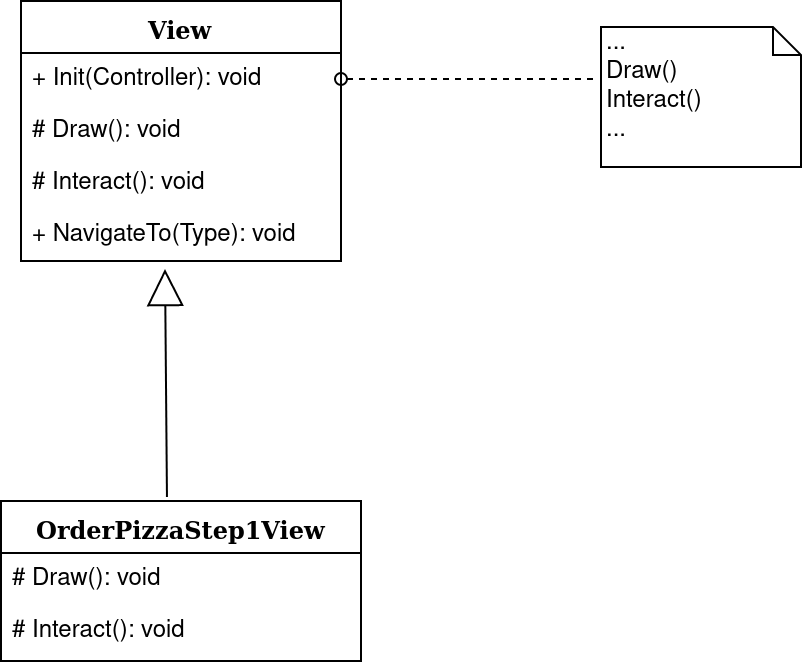 View
+ Init(Controller): void
# Draw(): void
# Interact(): void
+ NavigateTo(Type): void
...
Draw()
Interact()
...
OrderPizzaStep1View
# Draw(): void
# Interact(): void